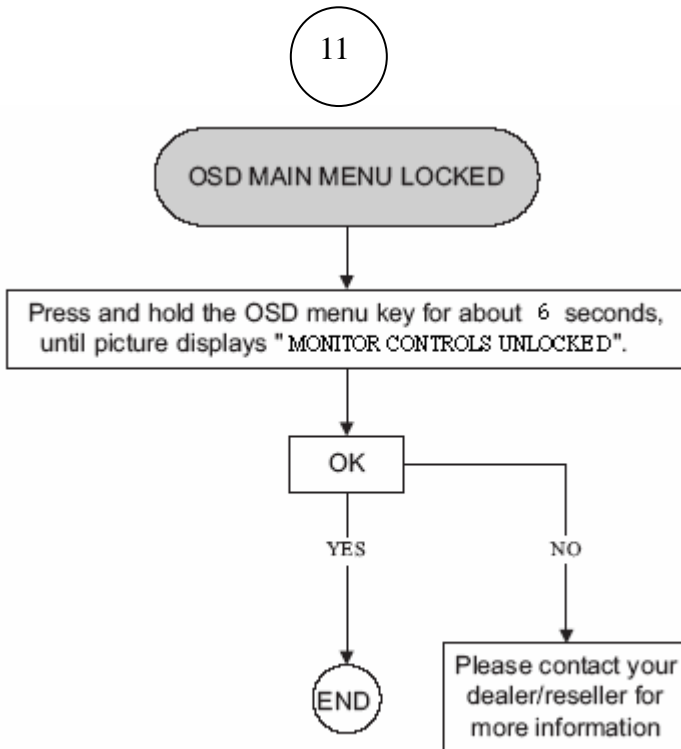 11
OSD MAIN MENU LOCKED
Press and hold the OSD menu key for about 6 seconds,
until picture displays "MONITOR CONTROLS UNLOCKED".
OK
YES
NO
END
Please contact your
dealer/reseller for
more information